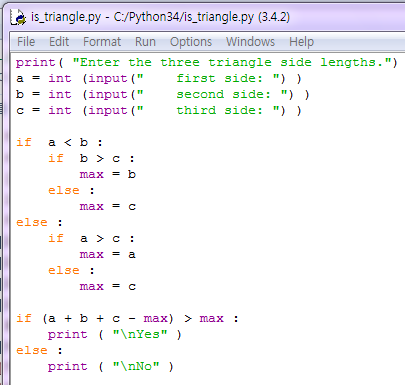 is_triangle.py - C:/Python34/is_triangle.py (3.4.2)
File Edit Format Run Options Windows Help
print( "Enter the three triangle side lengths.")
a = int (input("    first side: ") )
b = int (input("    second side: ") )
c = int (input("    third side: ") )

if  a < b :
    if  b > c :
        max = b
    else :
        max = c
else :
    if  a > c :
        max = a
    else :
        max = c

if (a + b + c - max) > max :
    print ( "\nYes" )
else :
    print ( "\nNo" )